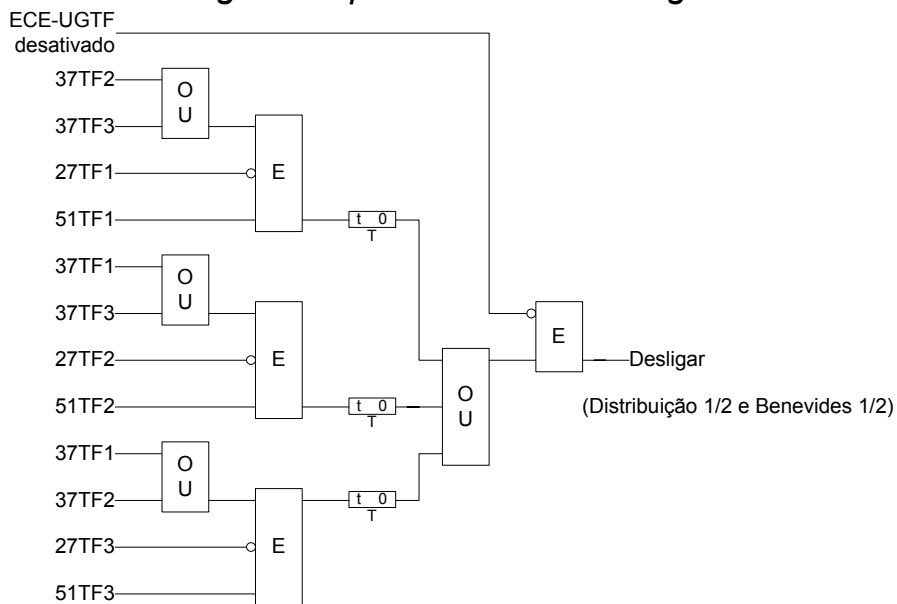 ECE-UGTF
desativado
37TF2
O
U
37TF3
E
27TF1
51TF1
t 0
T
37TF1
O
U
37TF3
E
27TF2
E
Desligar
51TF2
t 0
T
O
U
(Distribuição 1/2 e Benevides 1/2)
37TF1
O
U
37TF2
t 0
T
27TF3
E
51TF3